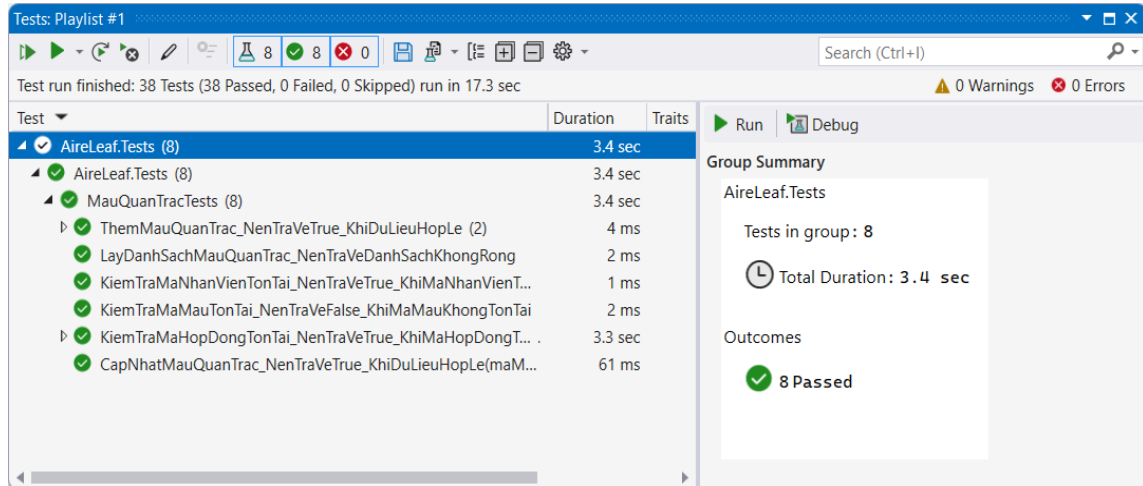 Tests: Playlist #1
8 8 0 Search (Ctrl+I)
Test run finished: 38 Tests (38 Passed, 0 Failed, 0 Skipped) run in 17.3 sec 0 Warnings 0 Errors
Test Duration Traits
AireLeaf.Tests (8) 3.4 sec
AireLeaf.Tests (8) 3.4 sec
MauQuanTracTests (8) 3.4 sec
ThemMauQuanTrac_NenTraVeTrue_KhiDuLieuHopLe (2) 4 ms
LayDanhSachMauQuanTrac_NenTraVeDanhSachKhongRong 2 ms
KiemTraMaNhanVienTonTai_NenTraVeTrue_KhiMaNhanVienT... 1 ms
KiemTraMaMauTonTai_NenTraVeFalse_KhiMaMauKhongTonTai 2 ms
KiemTraMaHopDongTonTai_NenTraVeTrue_KhiMaHopDongT... . 3.3 sec
CapNhatMauQuanTrac_NenTraVeTrue_KhiDuLieuHopLe(maM... 61 ms
Run Debug
Group Summary
AireLeaf.Tests
Tests in group: 8
Total Duration: 3.4 sec
Outcomes
8 Passed